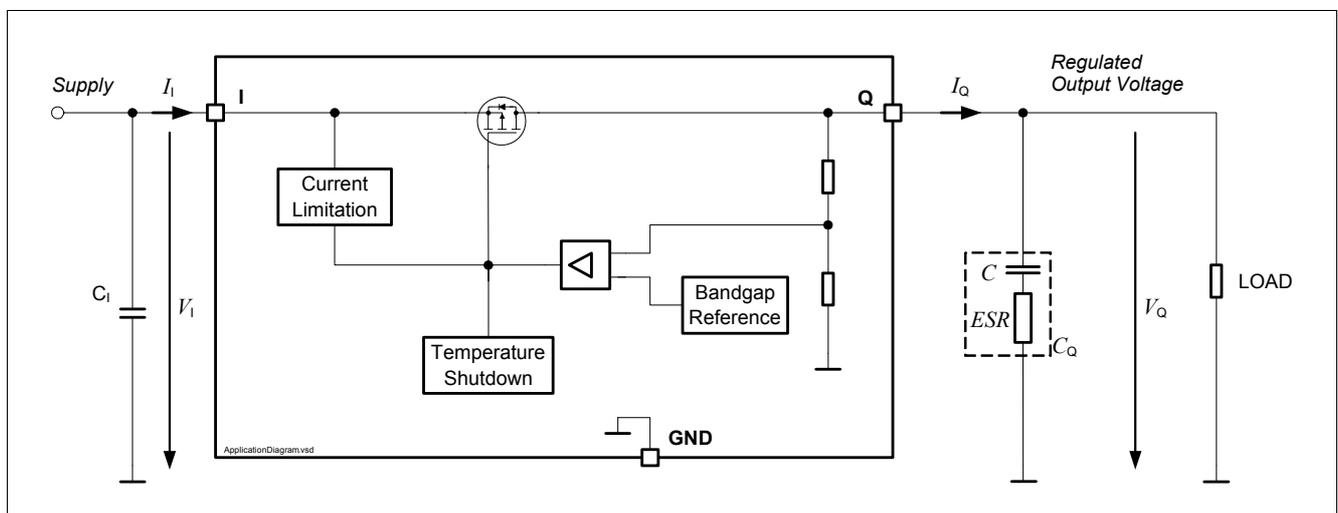 Supply
I_I
I
Q
I_Q
Regulated
Output Voltage
Current
Limitation
C_I
V_I
Bandgap
Reference
Temperature
Shutdown
C
ESR
C_Q
V_Q
LOAD
GND
ApplicationDiagram.vsd